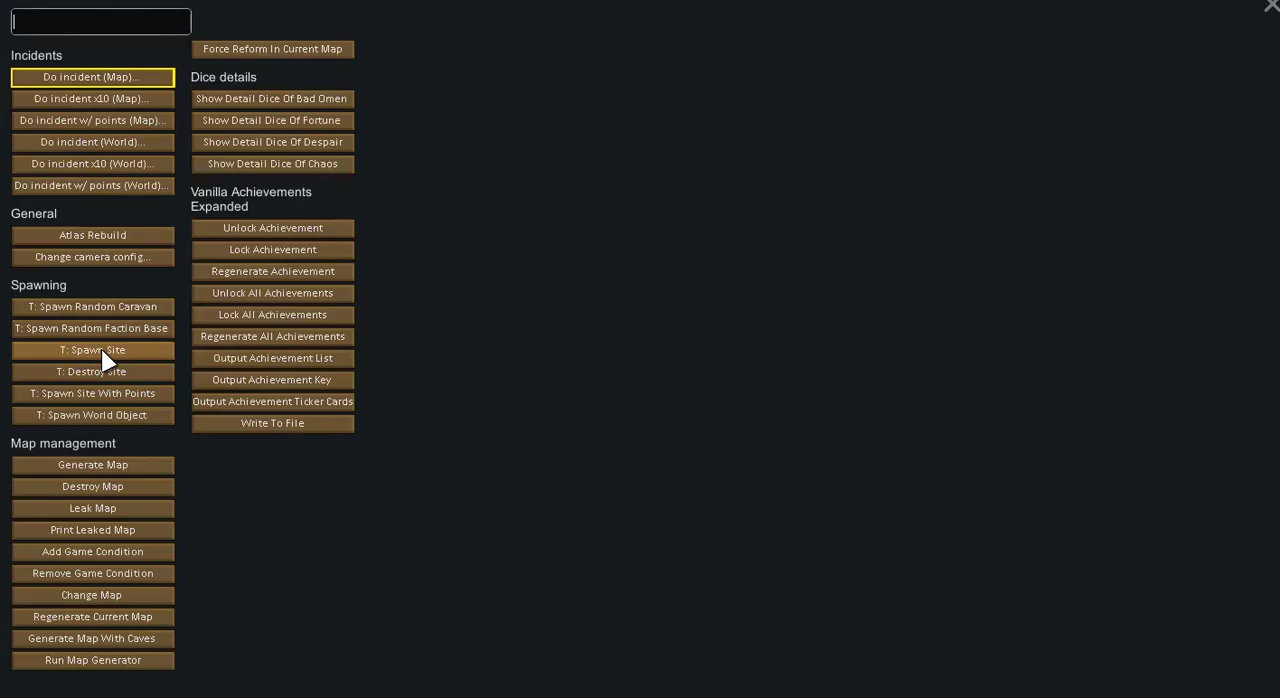 Incidents
Do incident (Map)...
Do incident x10 (Map)...
Do incident w/ points (Map)...
Do incident (World)...
Do incident x10 (World)...
Do incident w/ points (World)...
General
Atlas Rebuild
Change camera config...
Spawning
T: Spawn Random Caravan
T: Spawn Random Faction Base
T: Spawn Site
T: Destroy Site
T: Spawn Site With Points
T: Spawn World Object
Map management
Generate Map
Destroy Map
Leak Map
Print Leaked Map
Add Game Condition
Remove Game Condition
Change Map
Regenerate Current Map
Generate Map With Caves
Run Map Generator
Force Reform In Current Map
Dice details
Show Detail Dice Of Bad Omen
Show Detail Dice Of Fortune
Show Detail Dice Of Despair
Show Detail Dice Of Chaos
Vanilla Achievements
Expanded
Unlock Achievement
Lock Achievement
Regenerate Achievement
Unlock All Achievements
Lock All Achievements
Regenerate All Achievements
Output Achievement List
Output Achievement Key
Output Achievement Ticker Cards
Write To File